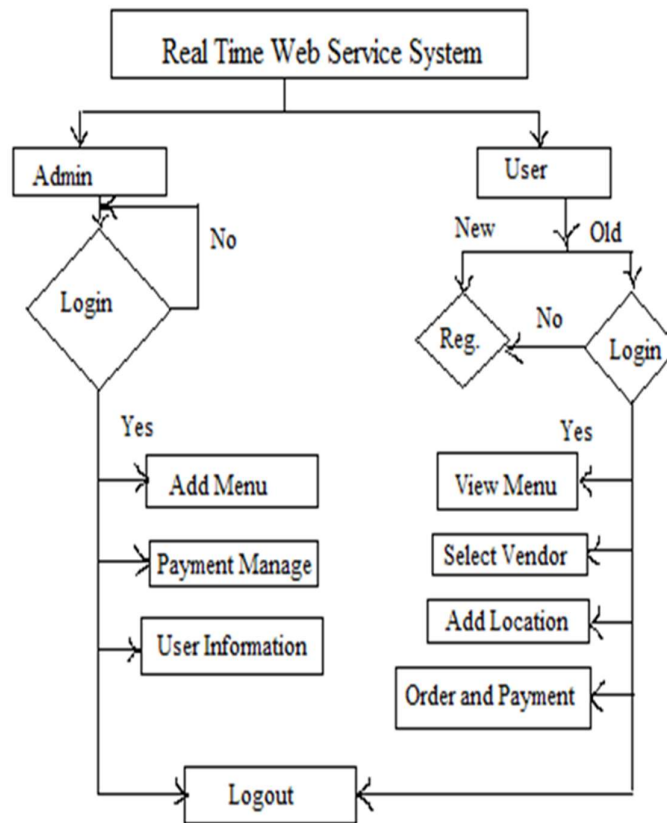 Real Time Web Service System
Admin
User
No
New
Old
Login
Reg.
No
Login
Yes
Yes
Add Menu
View Menu
Payment Manage
Select Vendor
User Information
Add Location
Order and Payment
Logout